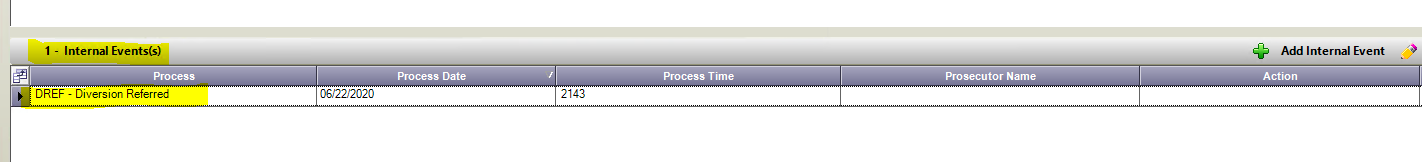 1 - Internal Events(s) Add Internal Event
Process Process Date Process Time Prosecutor Name Action
DREF - Diversion Referred 06/22/2020 2143